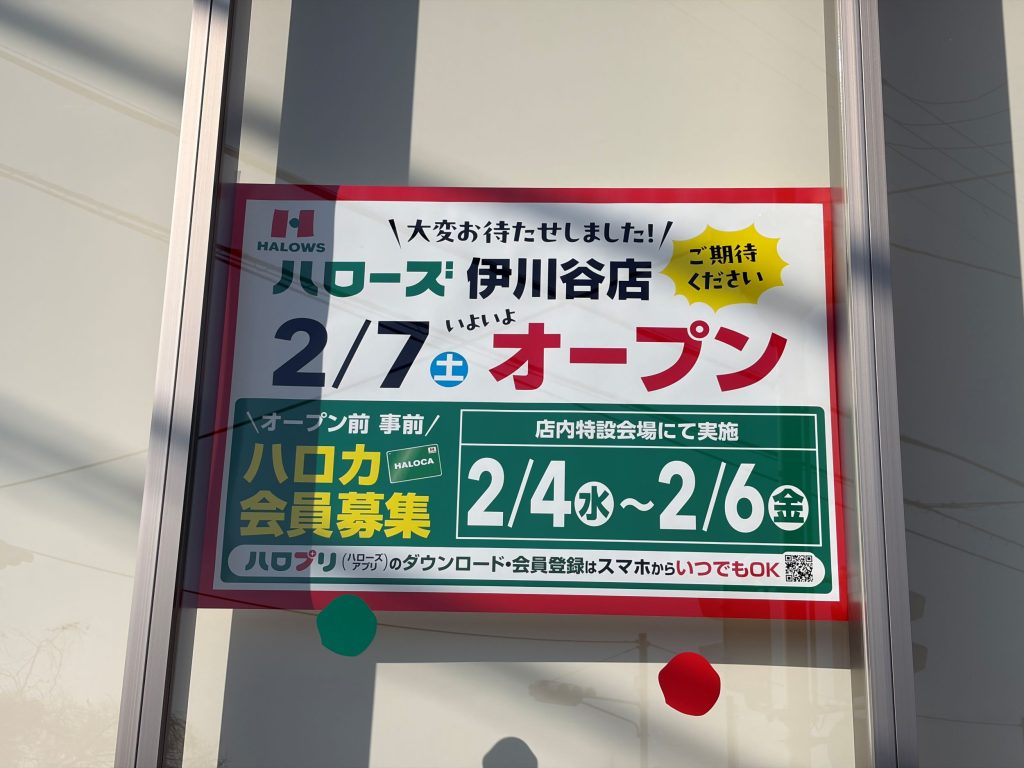 HALOWS
\大変お待たせしました!/
ハローズ 伊川谷店
ご期待
ください
2/7土 いよいよ オープン
\オープン前 事前/
ハロカ
会員募集
HALOCA
店内特設会場にて実施
2/4水〜2/6金
ハロプリ(ハローズアプリ)のダウンロード・会員登録はスマホからいつでもOK